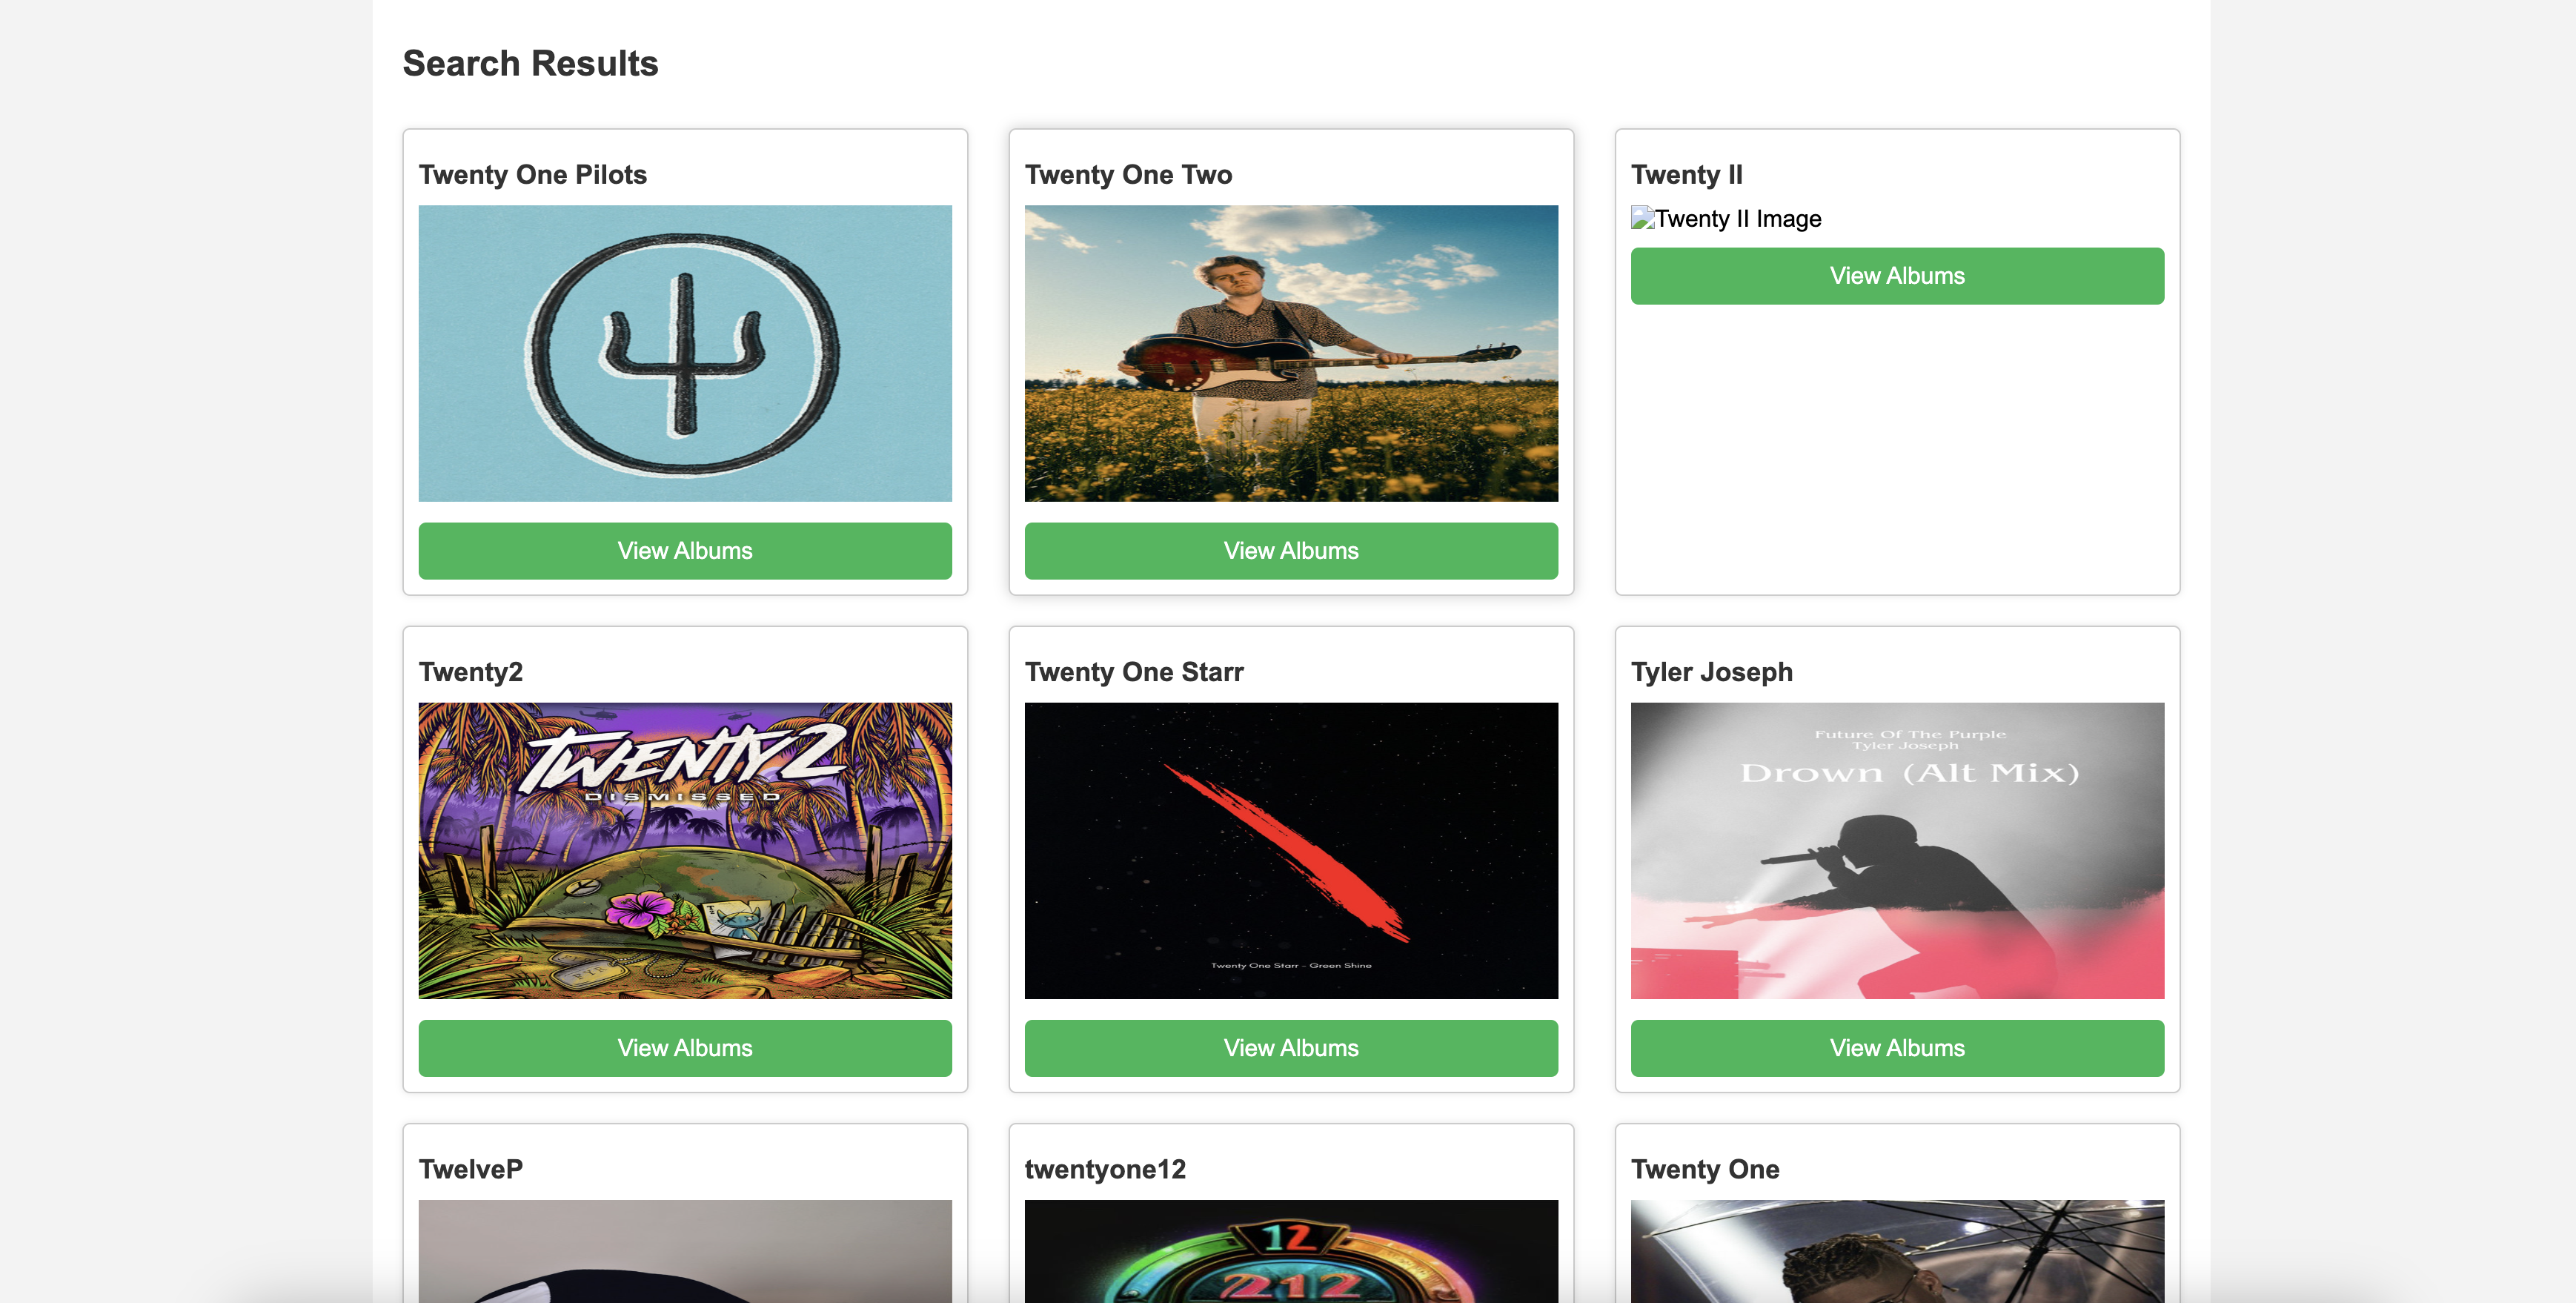 Search Results
Twenty One Pilots
Twenty One Two
Twenty II
Twenty II Image
View Albums
View Albums
View Albums
Twenty2
Twenty One Starr
Tyler Joseph
TWENTY2
DISMISSED
Twenty One Starr - Green Shine
Future Of The Purple
Tyler Joseph
Drown (Alt Mix)
View Albums
View Albums
View Albums
TwelveP
twentyone12
Twenty One
12
212